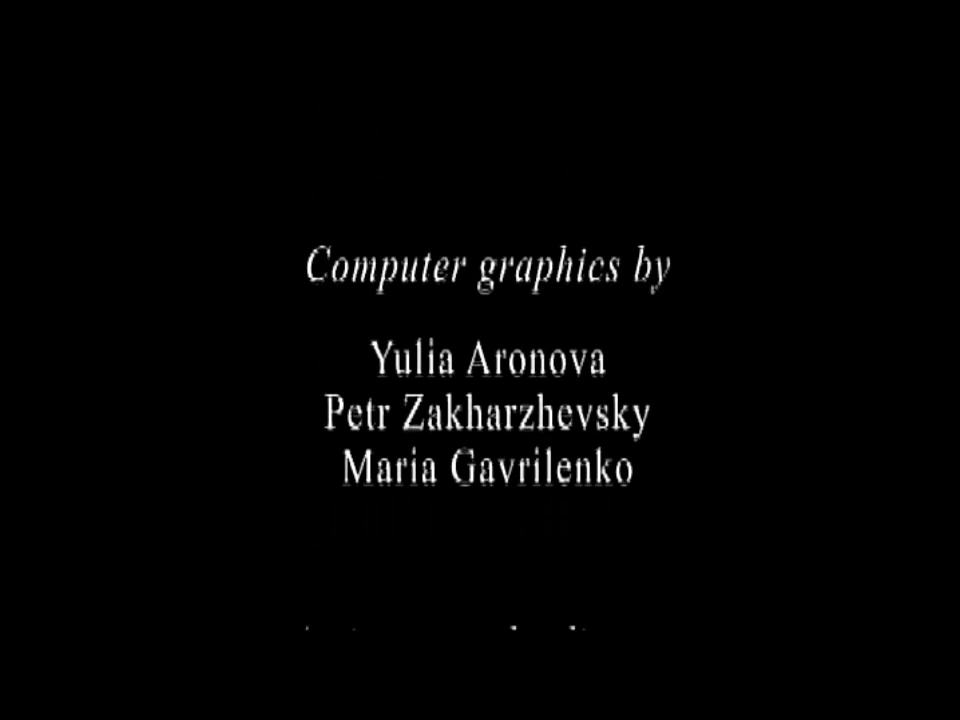 Computer graphics by
Yulia Aronova
Petr Zakharzhevsky
Maria Gavrilenko